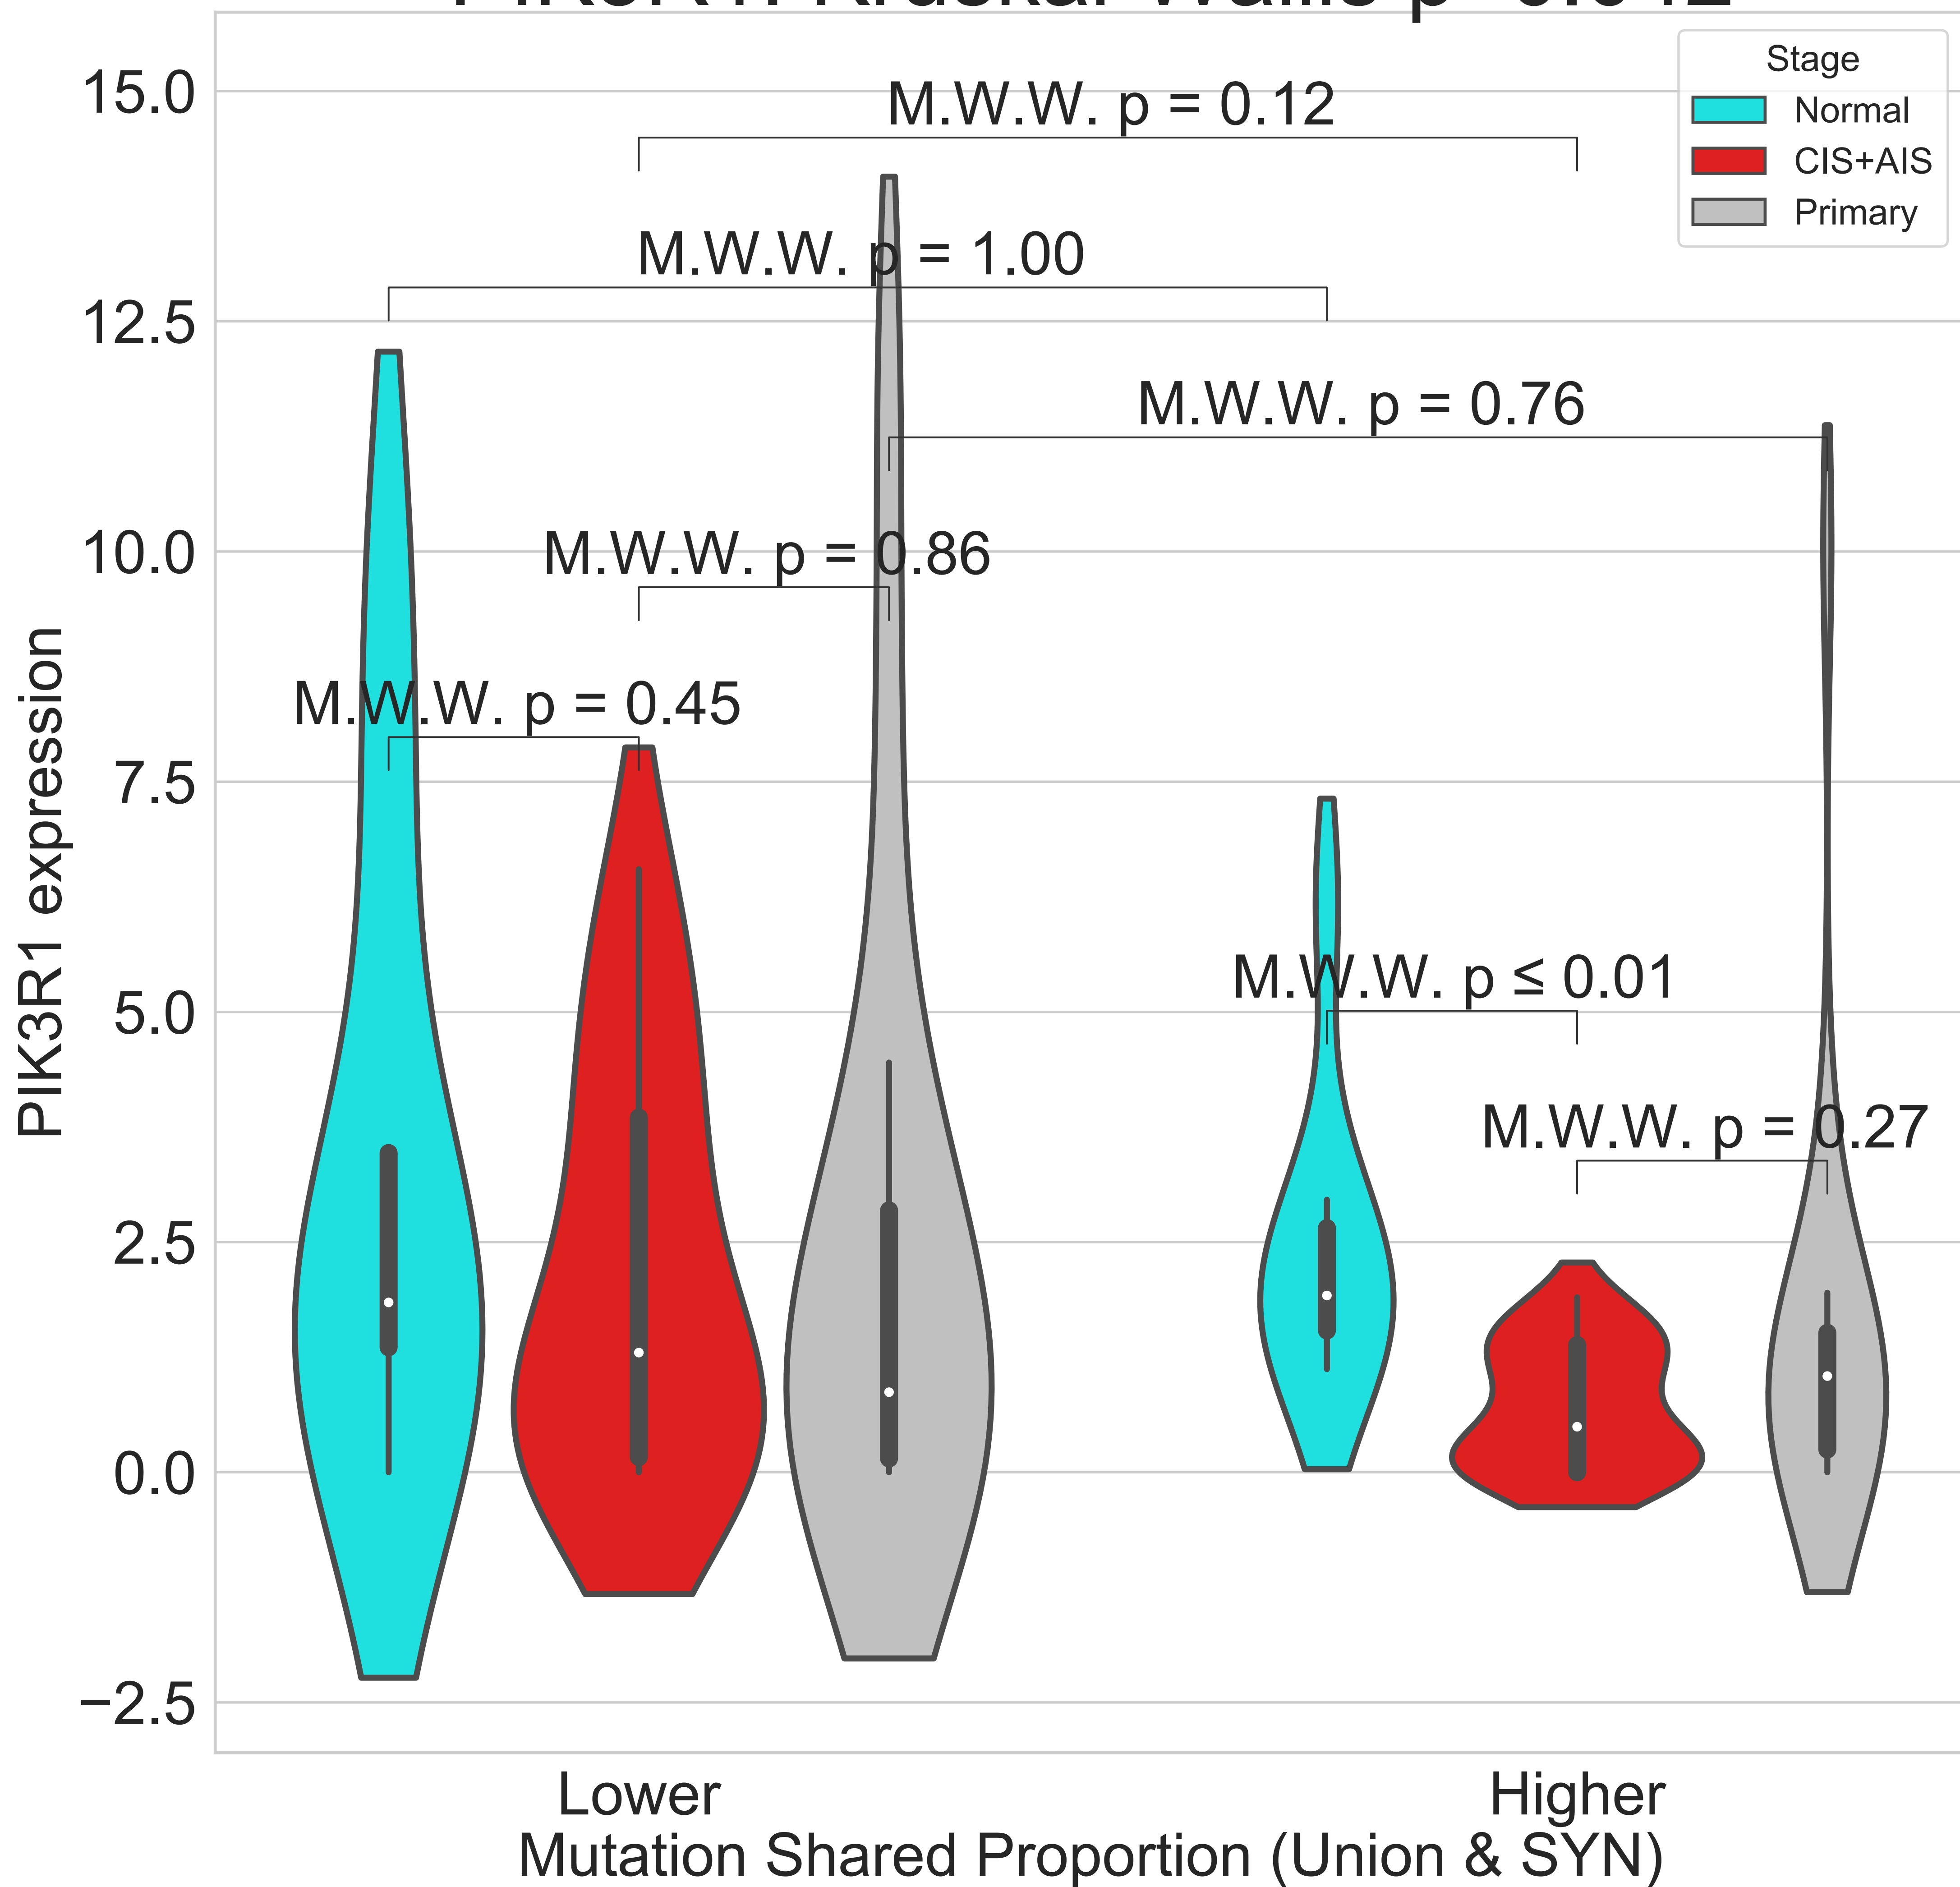 15.0
12.5
10.0
7.5
5.0
2.5
0.0
−2.5
PIK3R1 expression
Stage
Normal
CIS+AIS
Primary
M.W.W. p = 0.12
M.W.W. p = 1.00
M.W.W. p = 0.76
M.W.W. p = 0.86
M.W.W. p = 0.45
M.W.W. p ≤ 0.01
M.W.W. p = 0.27
Lower
Higher
Mutation Shared Proportion (Union & SYN)